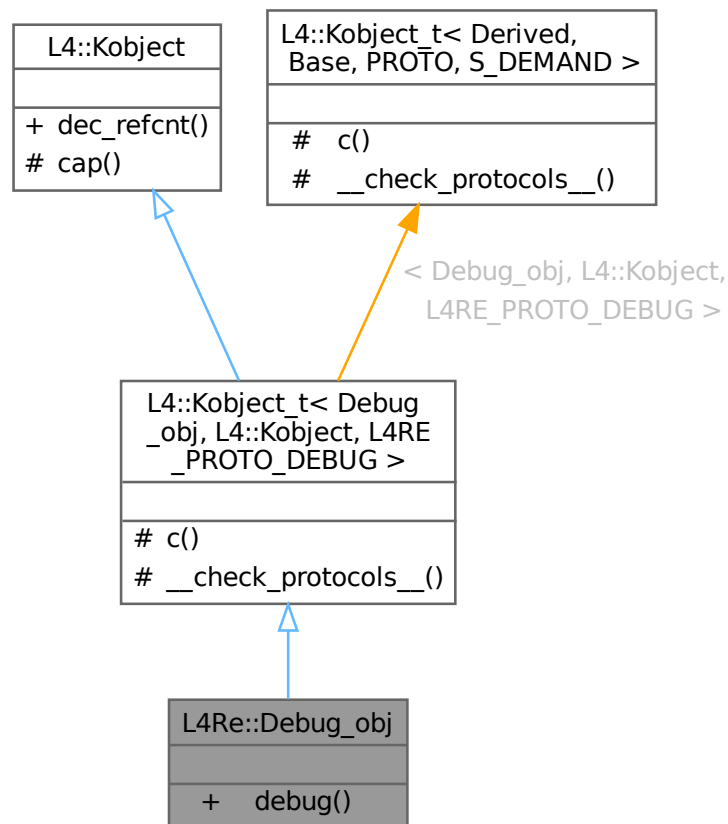 L4::Kobject
+ dec_refcnt()
# cap()
L4::Kobject_t< Derived,
Base, PROTO, S_DEMAND >
# c()
# __check_protocols__()
< Debug_obj, L4::Kobject,
L4RE_PROTO_DEBUG >
L4::Kobject_t< Debug
_obj, L4::Kobject, L4RE
_PROTO_DEBUG >
# c()
# __check_protocols__()
L4Re::Debug_obj
+ debug()